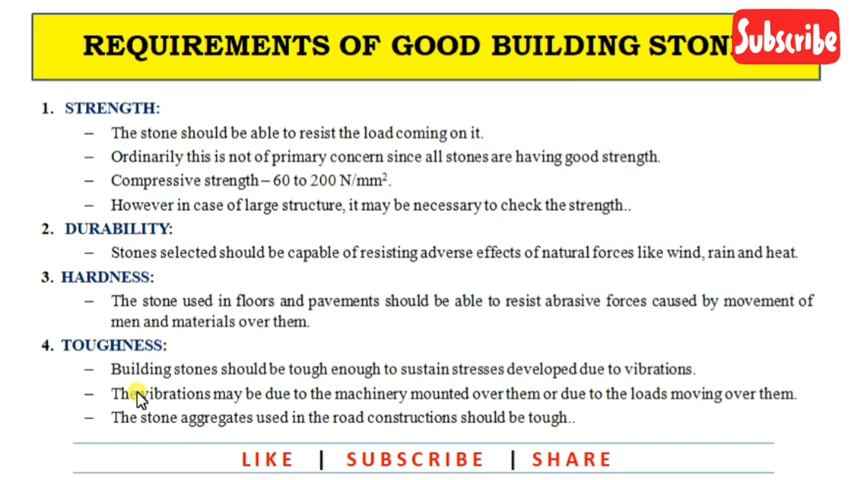 REQUIREMENTS OF GOOD BUILDING STON
Subscribe
1. STRENGTH:
– The stone should be able to resist the load coming on it.
– Ordinarily this is not of primary concern since all stones are having good strength.
– Compressive strength – 60 to 200 N/mm².
– However in case of large structure, it may be necessary to check the strength..
2. DURABILITY:
– Stones selected should be capable of resisting adverse effects of natural forces like wind, rain and heat.
3. HARDNESS:
– The stone used in floors and pavements should be able to resist abrasive forces caused by movement of
men and materials over them.
4. TOUGHNESS:
– Building stones should be tough enough to sustain stresses developed due to vibrations.
– The vibrations may be due to the machinery mounted over them or due to the loads moving over them.
– The stone aggregates used in the road constructions should be tough..
LIKE | SUBSCRIBE | SHARE